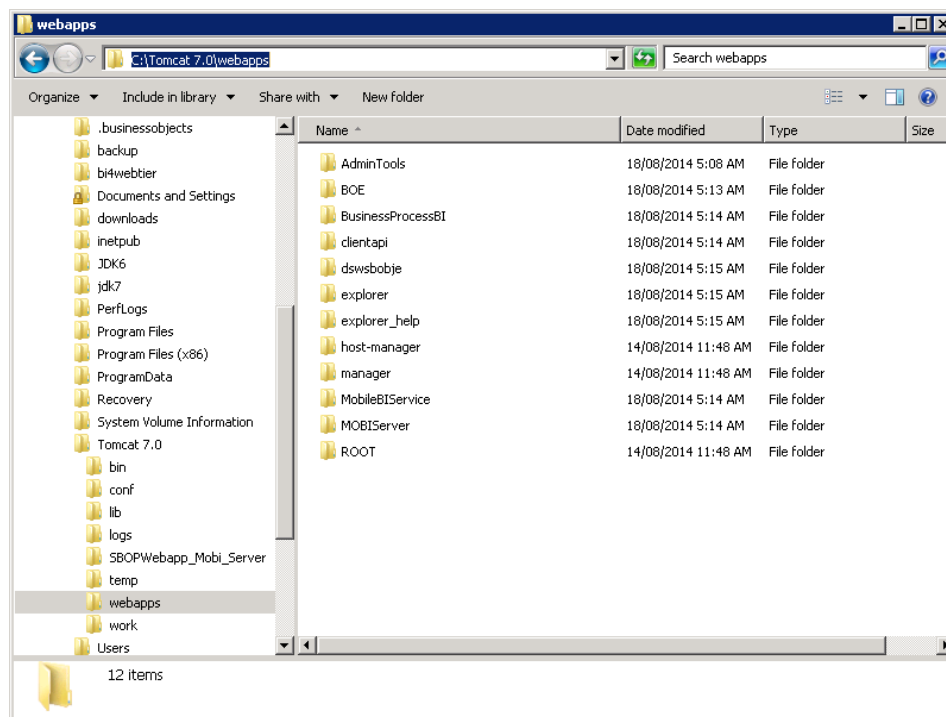 webapps
C:\Tomcat 7.0\webapps
Search webapps
Organize Include in library Share with New folder
.businessobjects
backup
bi4webtier
Documents and Settings
downloads
inetpub
JDK6
jdk7
PerfLogs
Program Files
Program Files (x86)
ProgramData
Recovery
System Volume Information
Tomcat 7.0
bin
conf
lib
logs
SBOPWebapp_Mobi_Server
temp
webapps
work
Users
Name Date modified Type Size
AdminTools 18/08/2014 5:08 AM File folder
BOE 18/08/2014 5:13 AM File folder
BusinessProcessBI 18/08/2014 5:14 AM File folder
clientapi 18/08/2014 5:14 AM File folder
dswsbobje 18/08/2014 5:15 AM File folder
explorer 18/08/2014 5:15 AM File folder
explorer_help 18/08/2014 5:15 AM File folder
host-manager 14/08/2014 11:48 AM File folder
manager 14/08/2014 11:48 AM File folder
MobileBIService 18/08/2014 5:14 AM File folder
MOBIServer 18/08/2014 5:14 AM File folder
ROOT 14/08/2014 11:48 AM File folder
12 items